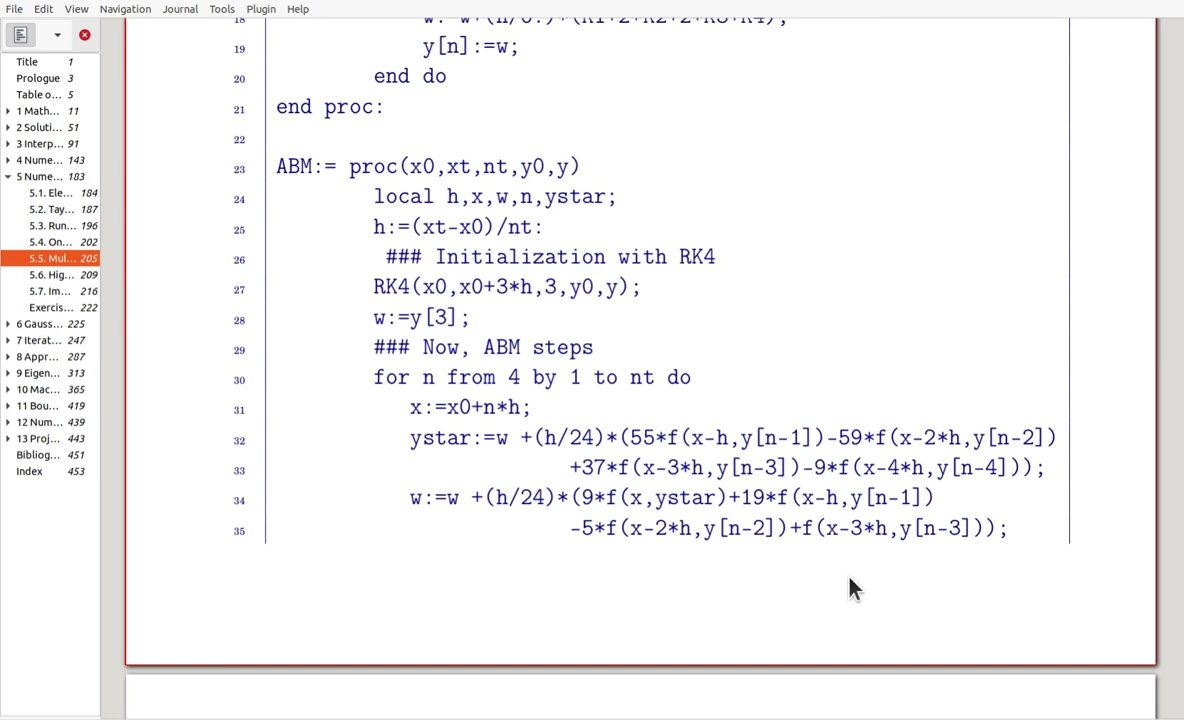 File Edit View Navigation Journal Tools Plugin Help
Title 1
Prologue 3
Table o... 5
1 Math... 11
2 Soluti... 51
3 Interp... 91
4 Nume... 143
5 Nume... 183
5.1. Ele... 184
5.2. Tay... 187
5.3. Run... 196
5.4. On... 202
5.5. Mul... 205
5.6. Hig... 209
5.7. Im... 216
Exercis... 222
6 Gauss... 225
7 Iterat... 247
8 Appr... 287
9 Eigen... 313
10 Mac... 365
11 Bou... 419
12 Num... 439
13 Proj... 443
Bibliog... 451
Index 453
18
19 y[n]:=w;
20 end do
21 end proc:
22
23 ABM:= proc(x0,xt,nt,y0,y)
24 local h,x,w,n,ystar;
25 h:=(xt-x0)/nt:
26 ### Initialization with RK4
27 RK4(x0,x0+3*h,3,y0,y);
28 w:=y[3];
29 ### Now, ABM steps
30 for n from 4 by 1 to nt do
31 x:=x0+n*h;
32 ystar:=w +(h/24)*(55*f(x-h,y[n-1])-59*f(x-2*h,y[n-2])
33 +37*f(x-3*h,y[n-3])-9*f(x-4*h,y[n-4]));
34 w:=w +(h/24)*(9*f(x,ystar)+19*f(x-h,y[n-1])
35 -5*f(x-2*h,y[n-2])+f(x-3*h,y[n-3]));